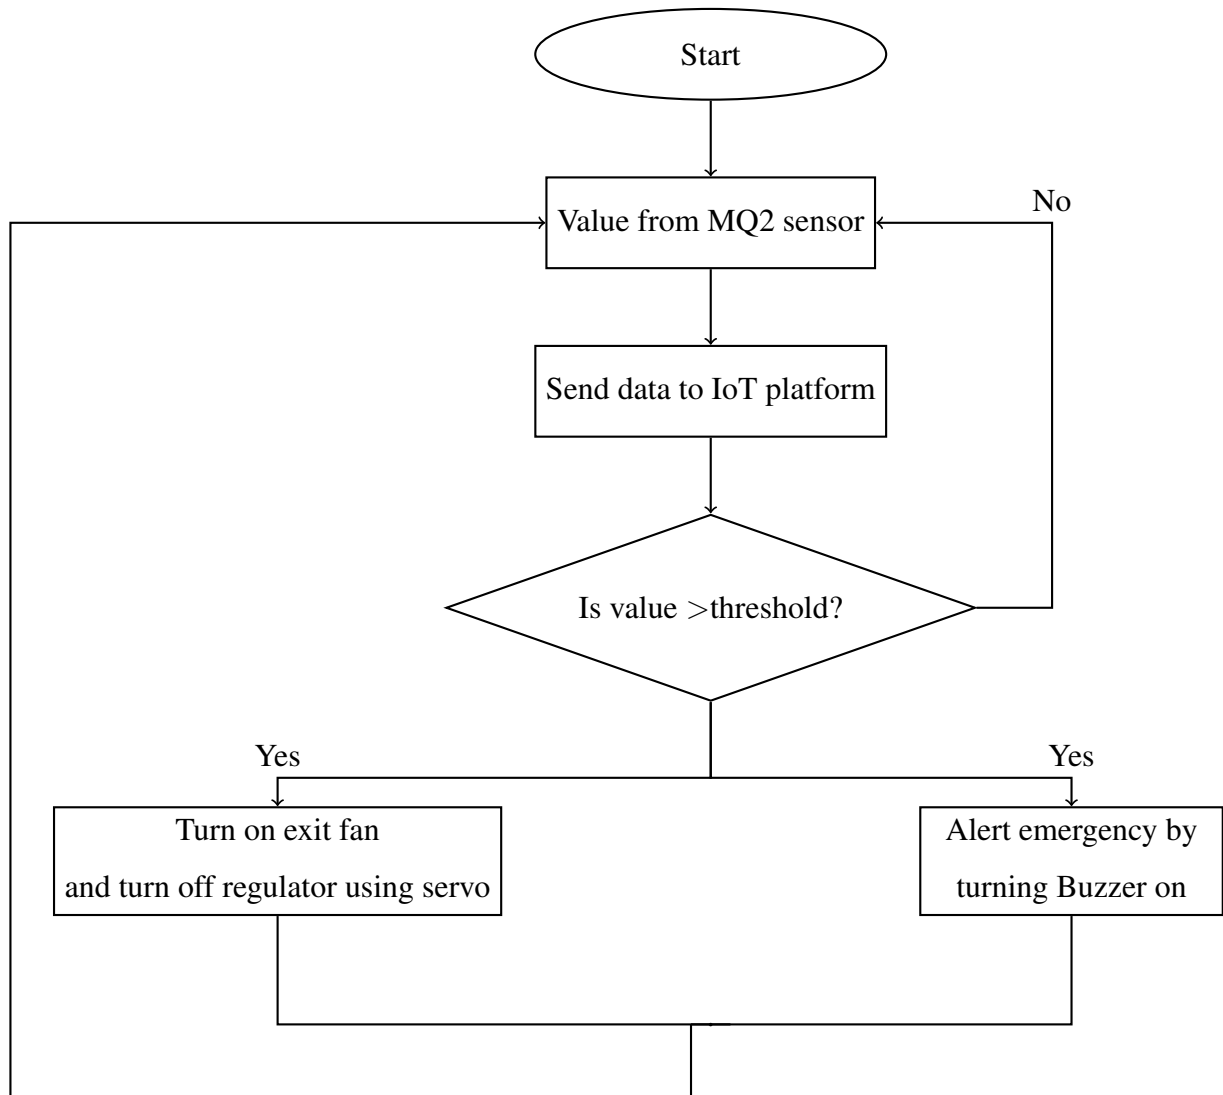 Start
No
Value from MQ2 sensor
Send data to IoT platform
Is value >threshold?
Yes
Yes
Turn on exit fan
and turn off regulator using servo
Alert emergency by
turning Buzzer on